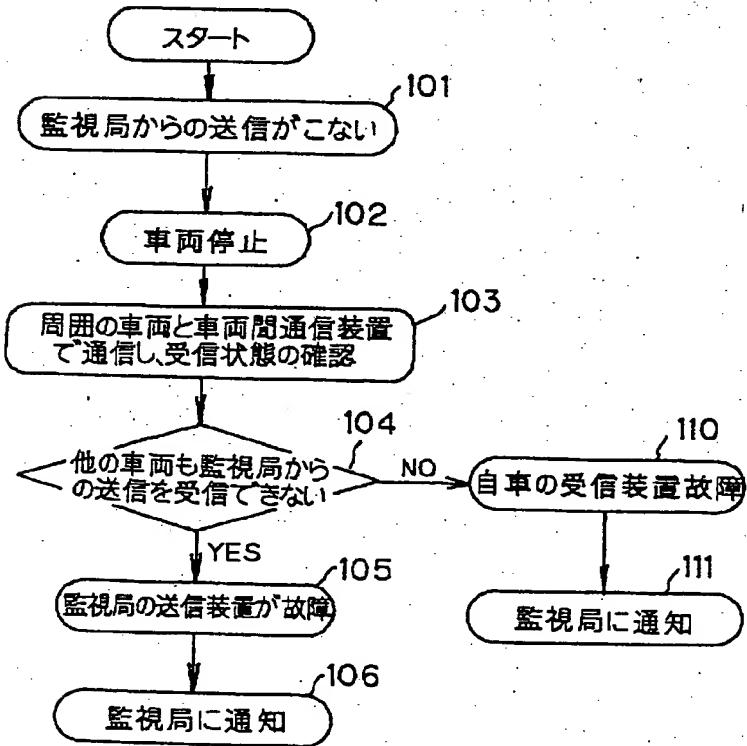 スタート
101
監視局からの送信がこない
102
車両停止
103
周囲の車両と車両間通信装置
で通信し、受信状態の確認
104
他の車両も監視局から
の送信を受信できない
NO
110
自車の受信装置故障
YES
105
監視局の送信装置が故障
111
監視局に通知
106
監視局に通知